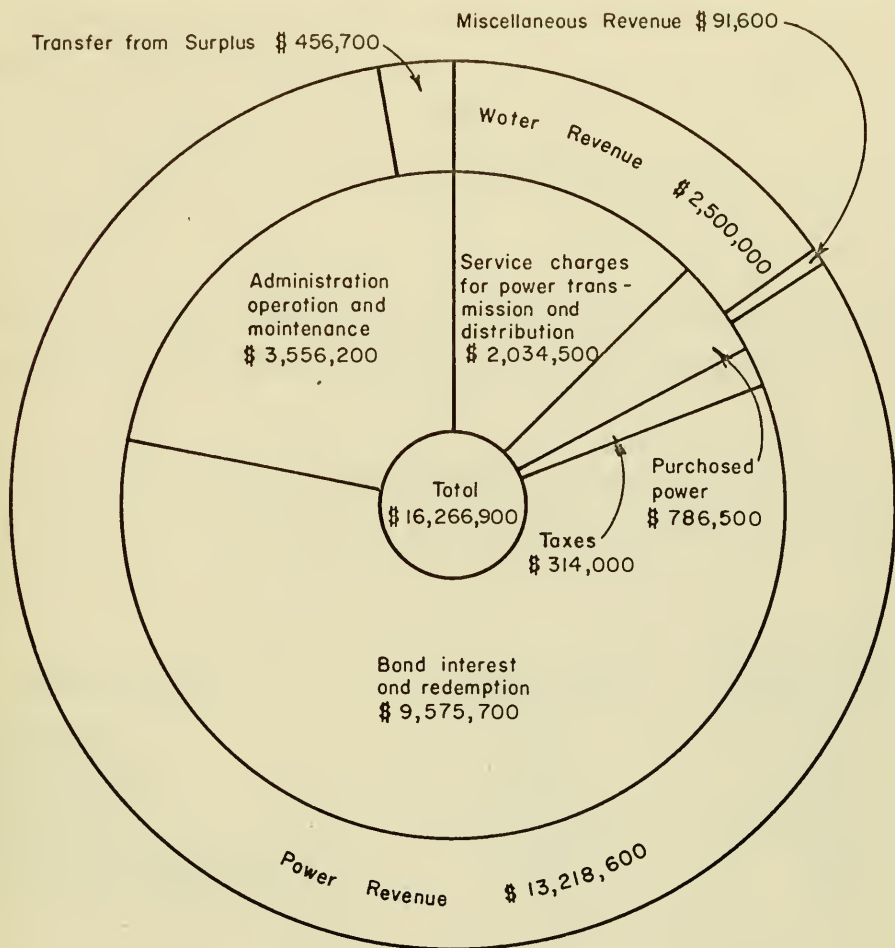 Miscellaneous Revenue $ 91,600
Transfer from Surplus $ 456,700
Woter Revenue $ 2,500,000
Administration
operotion and
maintenance
$ 3,556,200
Service charges
for power trans-
mission ond
distribution
$ 2,034,500
Totol
$ 16,266,900
Purchosed
power
$ 786,500
Taxes
$ 314,000
Bond interest
ond redemption
$ 9,575,700
Power Revenue $ 13,218,600